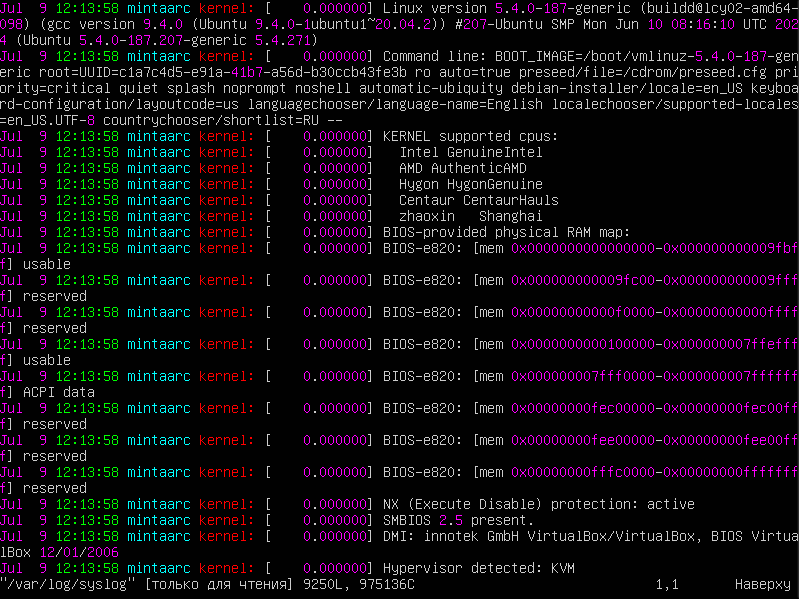 Jul  9 12:13:58 mintaarc kernel: [    0.000000] Linux version 5.4.0-187-generic (buildd@lcy02-amd64-
098) (gcc version 9.4.0 (Ubuntu 9.4.0-1ubuntu1~20.04.2)) #207-Ubuntu SMP Mon Jun 10 08:16:10 UTC 202
4 (Ubuntu 5.4.0-187.207-generic 5.4.271)
Jul  9 12:13:58 mintaarc kernel: [    0.000000] Command line: BOOT_IMAGE=/boot/vmlinuz-5.4.0-187-gen
eric root=UUID=c1a7c4d5-e91a-41b7-a56d-b30ccb43fe3b ro auto=true preseed/file=/cdrom/preseed.cfg pri
ority=critical quiet splash noprompt noshell automatic-ubiquity debian-installer/locale=en_US keyboa
rd-configuration/layoutcode=us languagechooser/language-name=English localechooser/supported-locales
=en_US.UTF-8 countrychooser/shortlist=RU --
Jul  9 12:13:58 mintaarc kernel: [    0.000000] KERNEL supported cpus:
Jul  9 12:13:58 mintaarc kernel: [    0.000000]   Intel GenuineIntel
Jul  9 12:13:58 mintaarc kernel: [    0.000000]   AMD AuthenticAMD
Jul  9 12:13:58 mintaarc kernel: [    0.000000]   Hygon HygonGenuine
Jul  9 12:13:58 mintaarc kernel: [    0.000000]   Centaur CentaurHauls
Jul  9 12:13:58 mintaarc kernel: [    0.000000]   zhaoxin   Shanghai
Jul  9 12:13:58 mintaarc kernel: [    0.000000] BIOS-provided physical RAM map:
Jul  9 12:13:58 mintaarc kernel: [    0.000000] BIOS-e820: [mem 0x0000000000000000-0x000000000009fbf
f] usable
Jul  9 12:13:58 mintaarc kernel: [    0.000000] BIOS-e820: [mem 0x000000000009fc00-0x000000000009fff
f] reserved
Jul  9 12:13:58 mintaarc kernel: [    0.000000] BIOS-e820: [mem 0x00000000000f0000-0x00000000000ffff
f] reserved
Jul  9 12:13:58 mintaarc kernel: [    0.000000] BIOS-e820: [mem 0x0000000000100000-0x000000007ffefff
f] usable
Jul  9 12:13:58 mintaarc kernel: [    0.000000] BIOS-e820: [mem 0x000000007fff0000-0x000000007ffffff
f] ACPI data
Jul  9 12:13:58 mintaarc kernel: [    0.000000] BIOS-e820: [mem 0x00000000fec00000-0x00000000fec00ff
f] reserved
Jul  9 12:13:58 mintaarc kernel: [    0.000000] BIOS-e820: [mem 0x00000000fee00000-0x00000000fee00ff
f] reserved
Jul  9 12:13:58 mintaarc kernel: [    0.000000] BIOS-e820: [mem 0x00000000fffc0000-0x00000000fffffff
f] reserved
Jul  9 12:13:58 mintaarc kernel: [    0.000000] NX (Execute Disable) protection: active
Jul  9 12:13:58 mintaarc kernel: [    0.000000] SMBIOS 2.5 present.
Jul  9 12:13:58 mintaarc kernel: [    0.000000] DMI: innotek GmbH VirtualBox/VirtualBox, BIOS Virtua
lBox 12/01/2006
Jul  9 12:13:58 mintaarc kernel: [    0.000000] Hypervisor detected: KVM
"/var/log/syslog" [только для чтения] 9250L, 975136C 1,1 Наверху